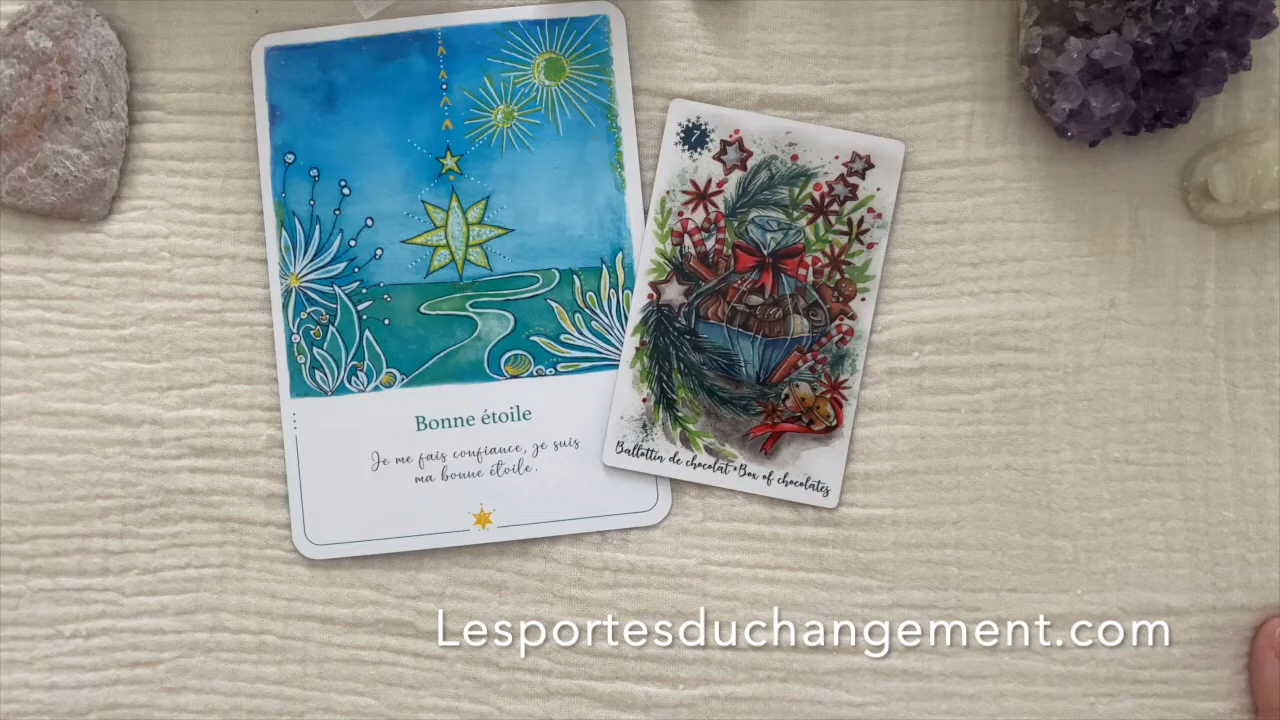 Bonne étoile
Je me fais confiance, je suis
ma bonne étoile.
7
Ballottin de chocolat • Box of chocolates
Lesportesduchangement.com